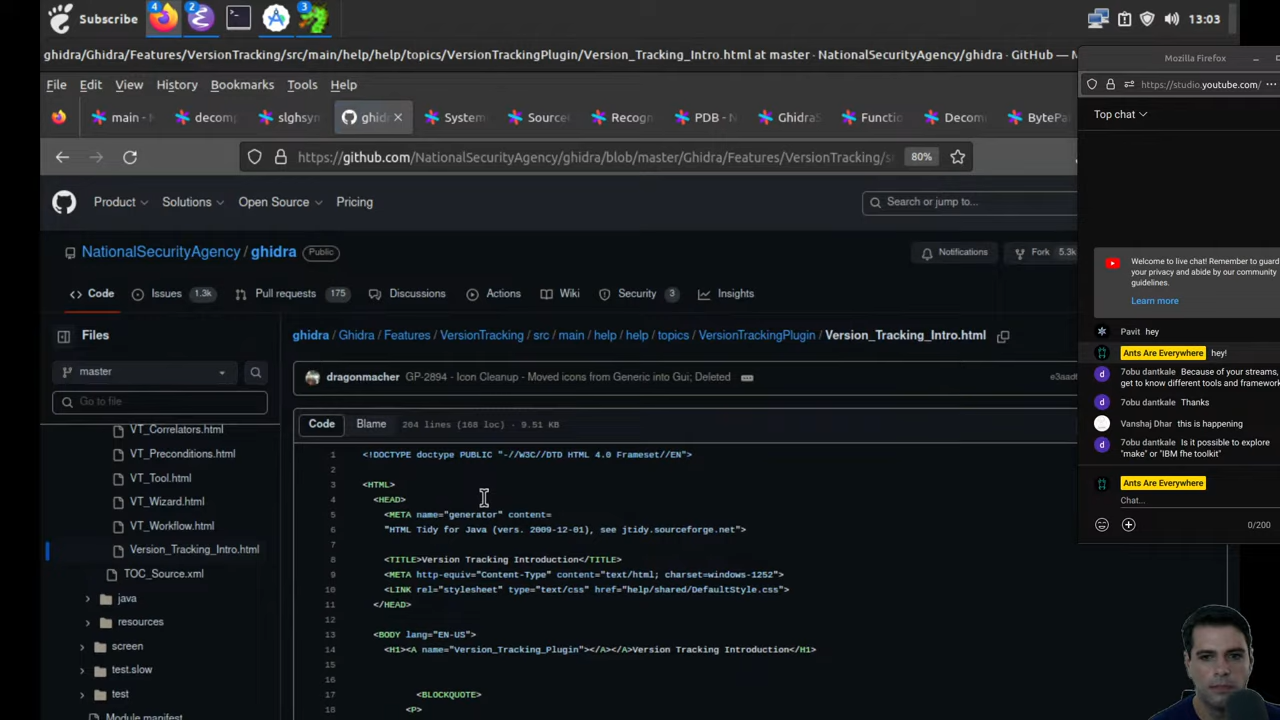 Subscribe
4
2
3
13:03
ghidra/Ghidra/Features/VersionTracking/src/main/help/help/topics/VersionTrackingPlugin/Version_Tracking_Intro.html at master · NationalSecurityAgency/ghidra · GitHub — M
Mozilla Firefox
File Edit View History Bookmarks Tools Help
https://studio.youtube.com/
main - N
decomp
slghsyn
ghidr
System
Source
Recogn
PDB - N
GhidraS
Functio
Decom
BytePa
Top chat
https://github.com/NationalSecurityAgency/ghidra/blob/master/Ghidra/Features/VersionTracking/s
80%
Product Solutions Open Source Pricing
Search or jump to...
NationalSecurityAgency / ghidra Public
Notifications
Fork 5.3k
Code Issues 1.3k Pull requests 175 Discussions Actions Wiki Security 3 Insights
Files
master
Go to file
VT_Correlators.html
VT_Preconditions.html
VT_Tool.html
VT_Wizard.html
VT_Workflow.html
Version_Tracking_Intro.html
TOC_Source.xml
java
resources
screen
test.slow
test
Module.manifest
ghidra / Ghidra / Features / VersionTracking / src / main / help / help / topics / VersionTrackingPlugin / Version_Tracking_Intro.html
dragonmacher GP-2894 - Icon Cleanup - Moved icons from Generic into Gui; Deleted
Code Blame 264 lines (168 loc) · 9.51 KB
1 <!DOCTYPE doctype PUBLIC "-//W3C//DTD HTML 4.0 Frameset//EN">
2
3 <HTML>
4 <HEAD>
5 <META name="generator" content=
6 "HTML Tidy for Java (vers. 2009-12-01), see jtidy.sourceforge.net">
7
8 <TITLE>Version Tracking Introduction</TITLE>
9 <META http-equiv="Content-Type" content="text/html; charset=windows-1252">
10 <LINK rel="stylesheet" type="text/css" href="help/shared/DefaultStyle.css">
11 </HEAD>
12
13 <BODY lang="EN-US">
14 <H1><A name="Version_Tracking_Plugin"></A></A>Version Tracking Introduction</H1>
15
16
17 <BLOCKQUOTE>
18 <P>
Welcome to live chat! Remember to guard
your privacy and abide by our community
guidelines.
Learn more
Pavit hey
Ants Are Everywhere hey!
7obu dantkale Because of your streams,
get to know different tools and framework
7obu dantkale Thanks
Vanshaj Dhar this is happening
7obu dantkale Is it possible to explore
"make" or "IBM fhe toolkit"
Ants Are Everywhere
Chat...
0/200